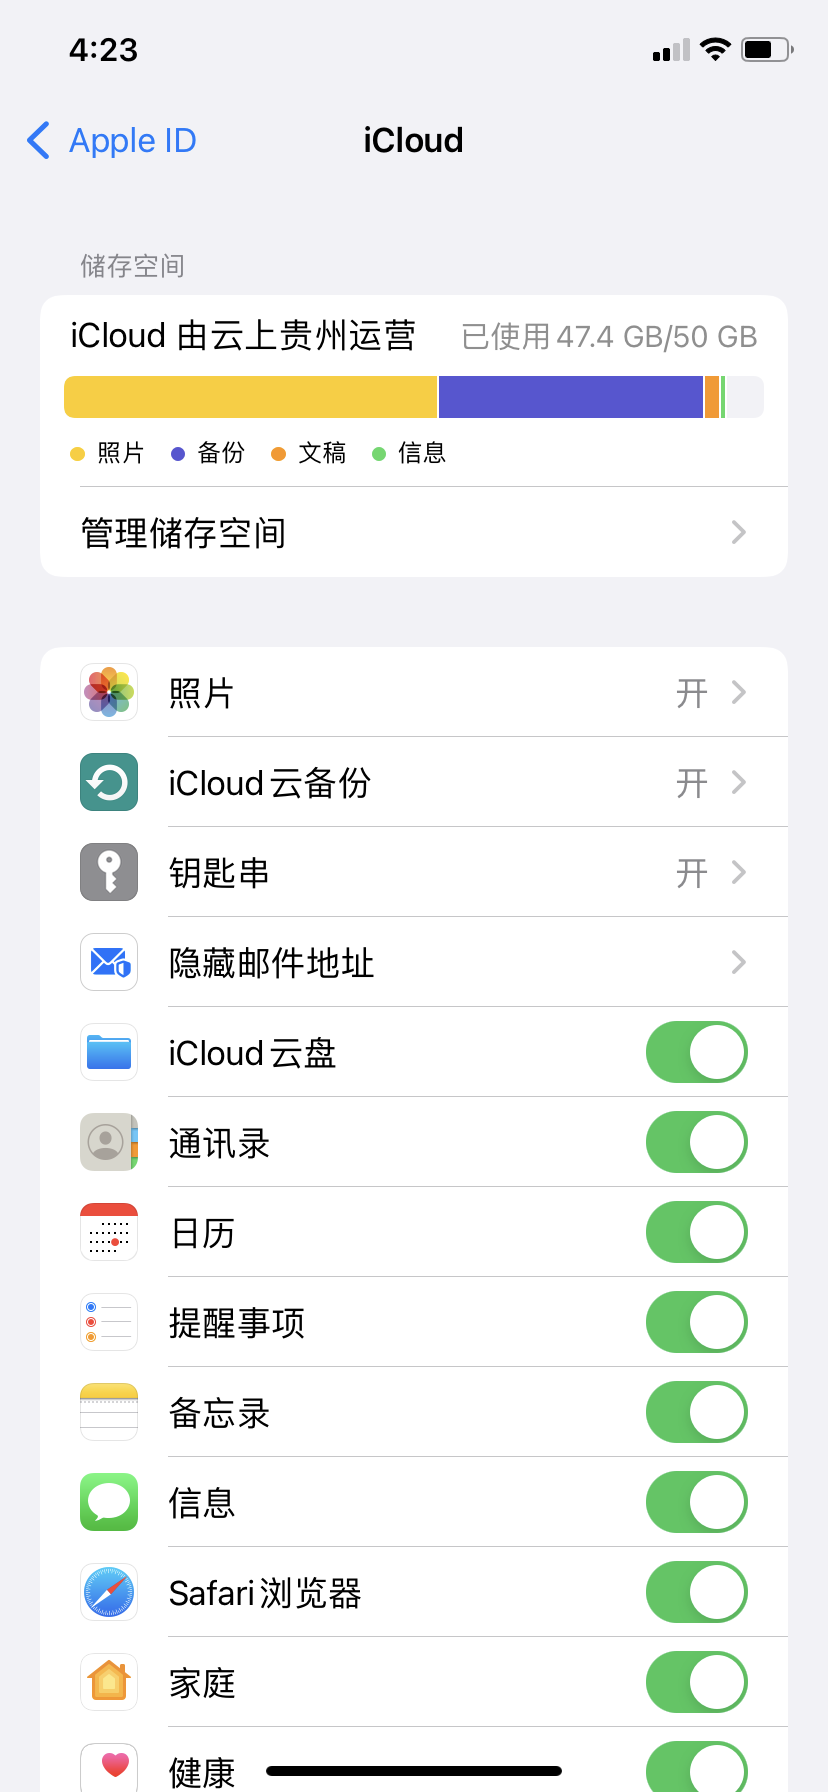 4:23
Apple ID
iCloud
储存空间
iCloud 由云上贵州运营 已使用 47.4 GB/50 GB
照片 备份 文稿 信息
管理储存空间
照片 开
iCloud 云备份 开
钥匙串 开
隐藏邮件地址
iCloud 云盘
通讯录
日历
提醒事项
备忘录
信息
Safari 浏览器
家庭
健康